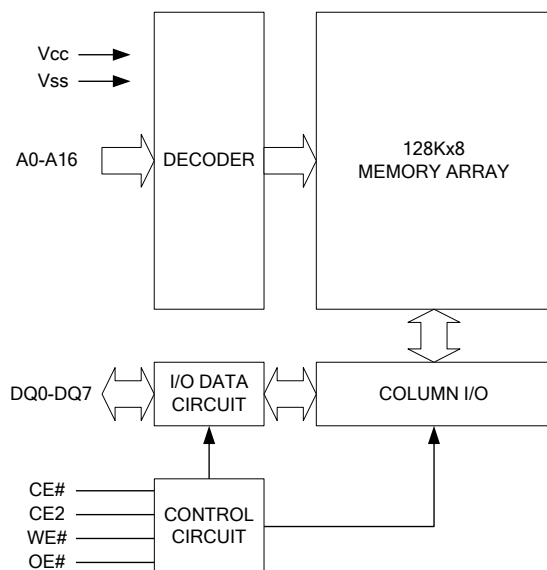 Vcc
Vss
A0-A16
DECODER
128Kx8
MEMORY ARRAY
DQ0-DQ7
I/O DATA
CIRCUIT
COLUMN I/O
CE#
CE2
WE#
OE#
CONTROL
CIRCUIT